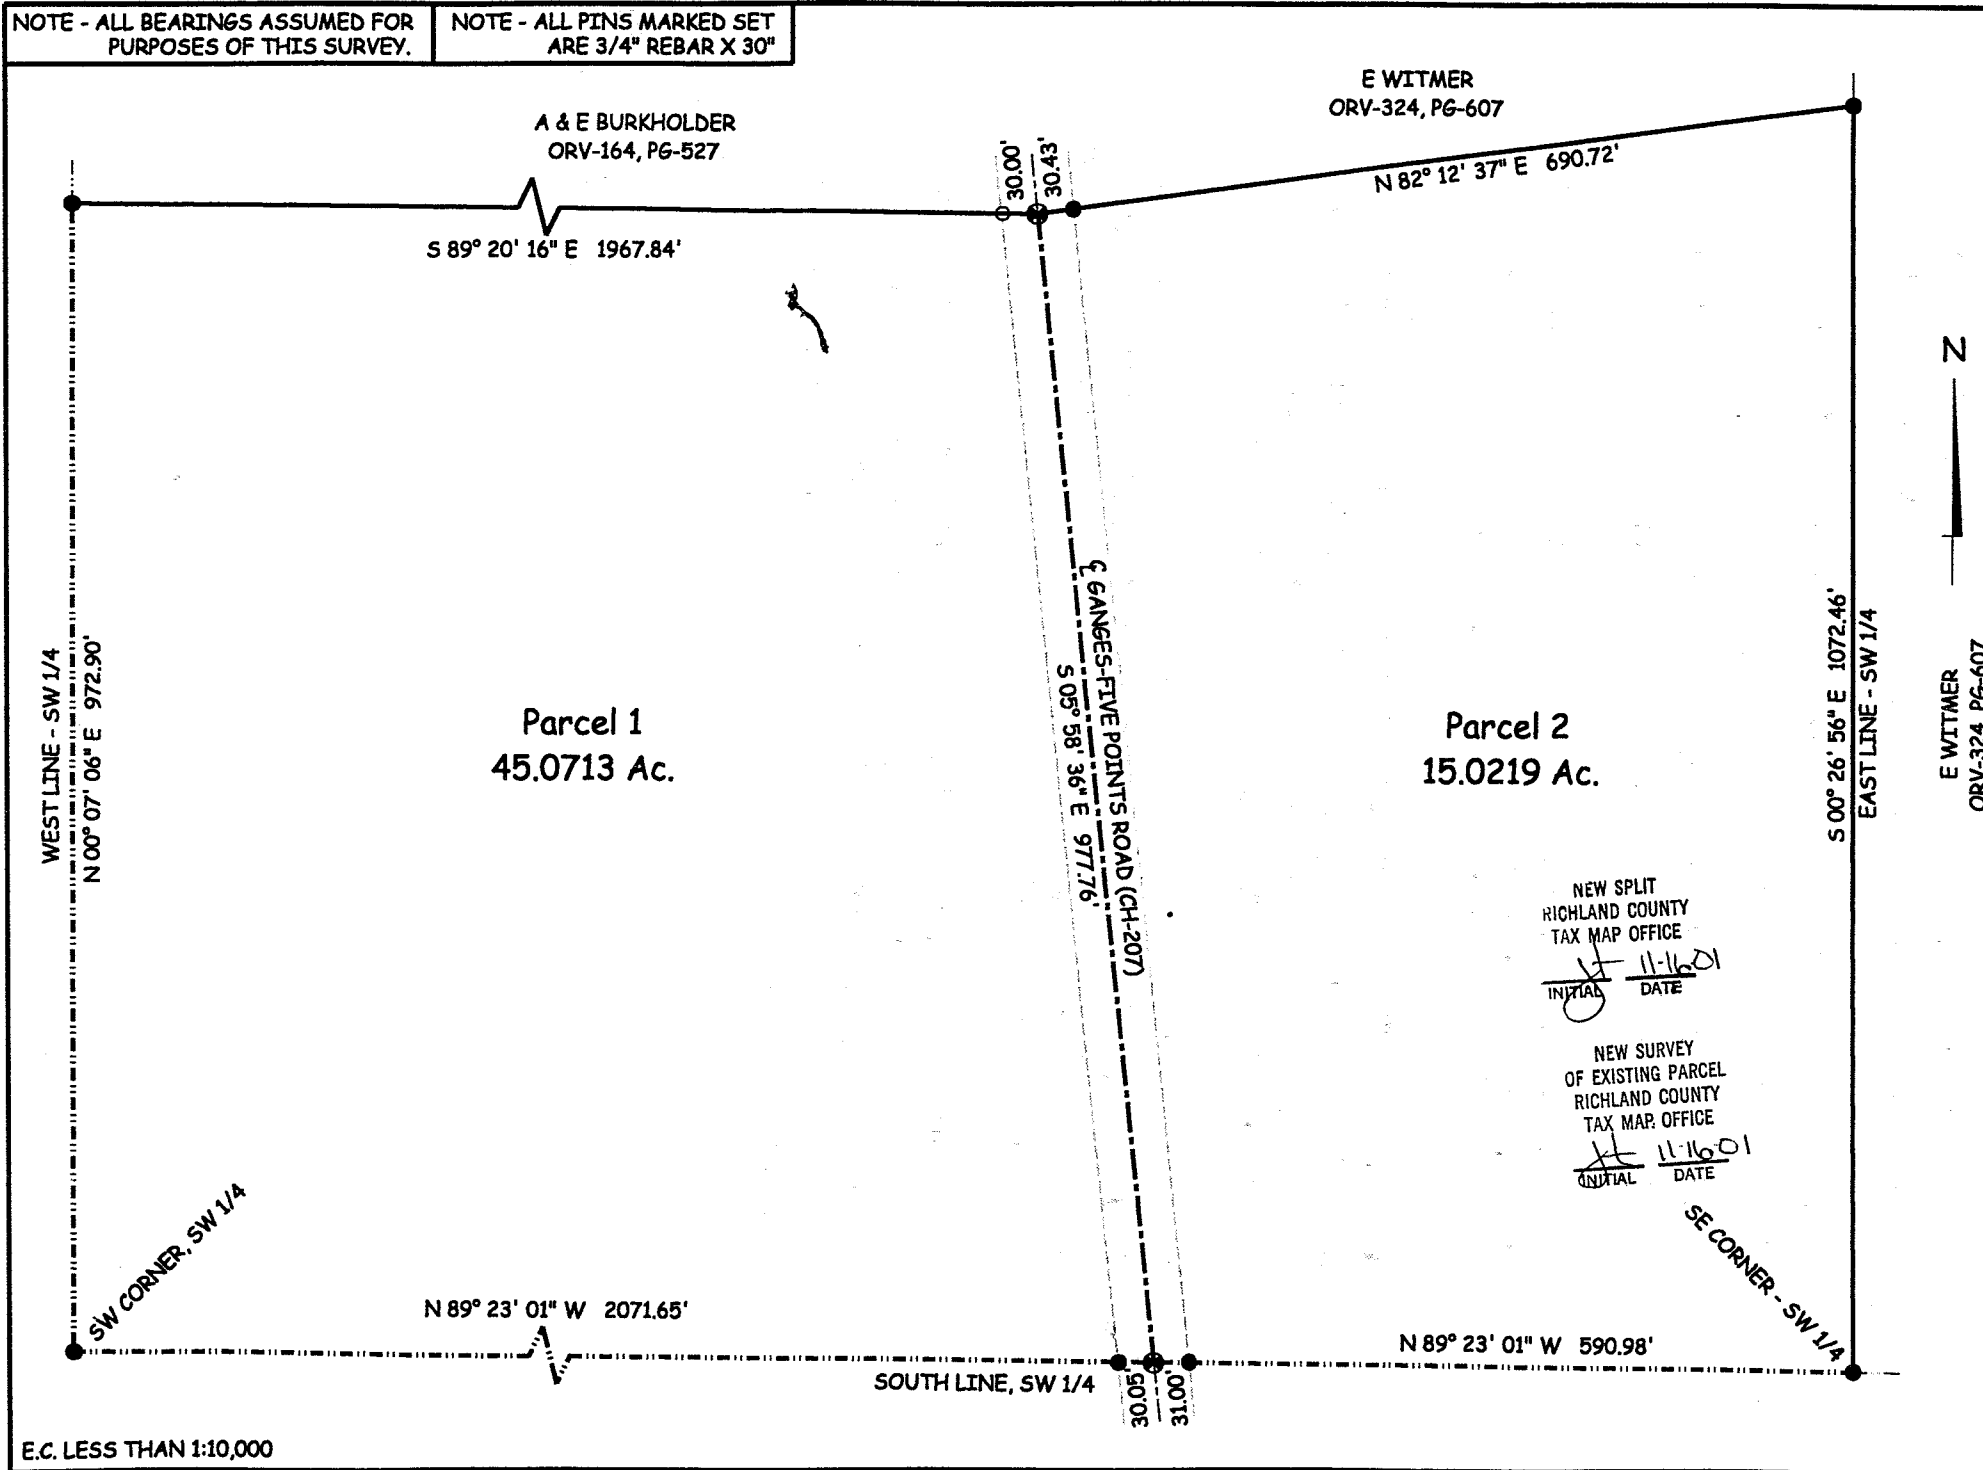 NOTE - ALL BEARINGS ASSUMED FOR
PURPOSES OF THIS SURVEY.
NOTE - ALL PINS MARKED SET
ARE 3/4" REBAR X 30"
E WITMER
ORV-324, PG-607
A & E BURKHOLDER
ORV-164, PG-527
30.00'
30.43'
N 82° 12' 37" E 690.72'
S 89° 20' 16" E 1967.84'
N
WEST LINE - SW 1/4
N 00° 07' 06" E 972.90'
Parcel 1
45.0713 Ac.
℄ GANGES-FIVE POINTS ROAD (CH-207)
S 05° 58' 36" E 977.76'
Parcel 2
15.0219 Ac.
S 00° 26' 56" E 1072.46'
EAST LINE - SW 1/4
E WITMER
ORV-324, PG-607
NEW SPLIT
RICHLAND COUNTY
TAX MAP OFFICE
11-16-01
INITIAL DATE
NEW SURVEY
OF EXISTING PARCEL
RICHLAND COUNTY
TAX MAP. OFFICE
11-16-01
INITIAL DATE
SW CORNER, SW 1/4
SE CORNER - SW 1/4
N 89° 23' 01" W 2071.65'
N 89° 23' 01" W 590.98'
SOUTH LINE, SW 1/4
30.05'
31.00'
E.C. LESS THAN 1:10,000